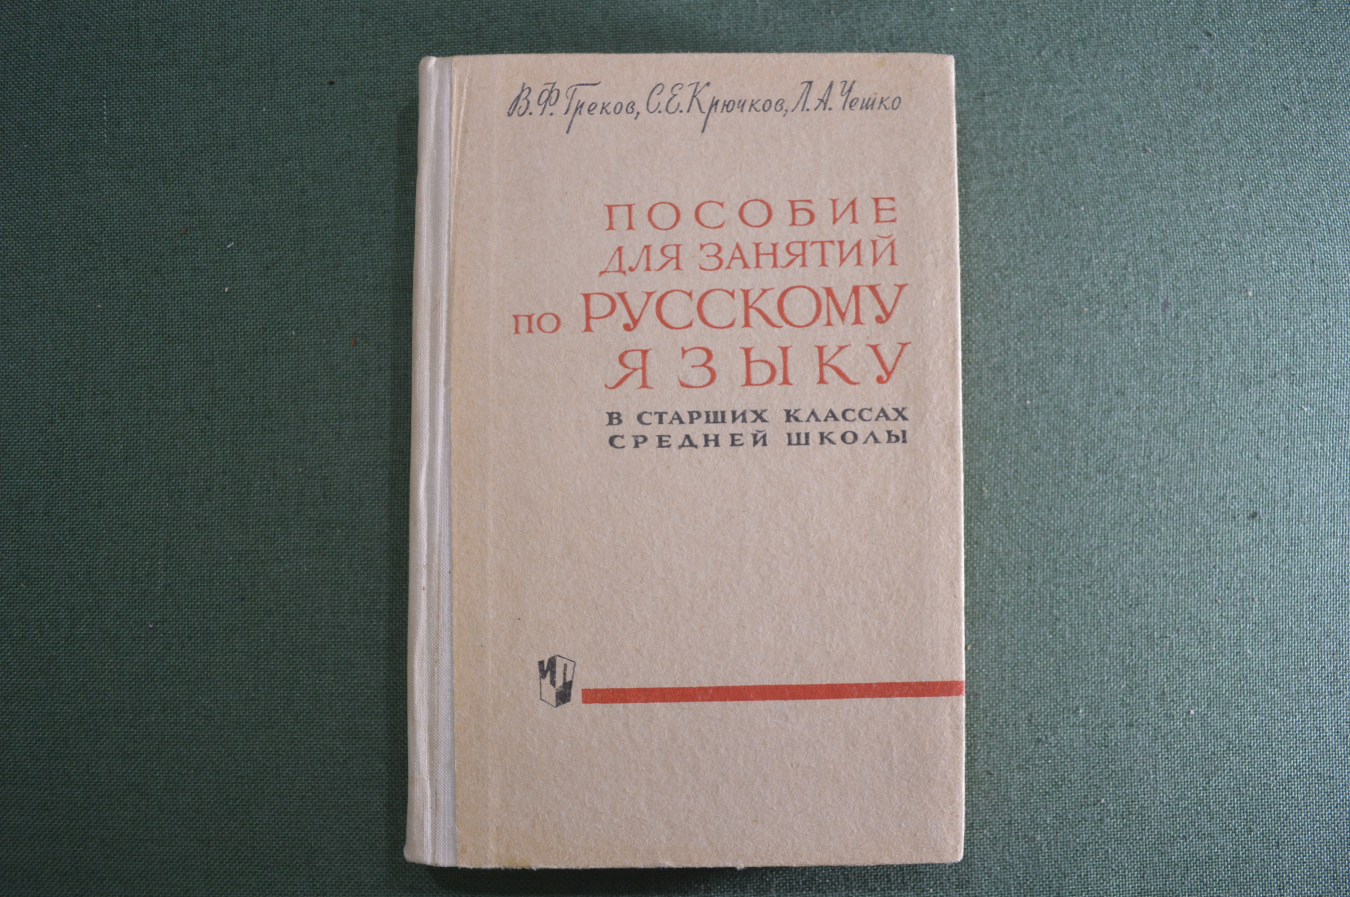 В.Ф. Греков, С.Е. Крючков, Л.А. Чешко
ПОСОБИЕ
ДЛЯ ЗАНЯТИЙ
ПО РУССКОМУ
ЯЗЫКУ
В СТАРШИХ КЛАССАХ
СРЕДНЕЙ ШКОЛЫ